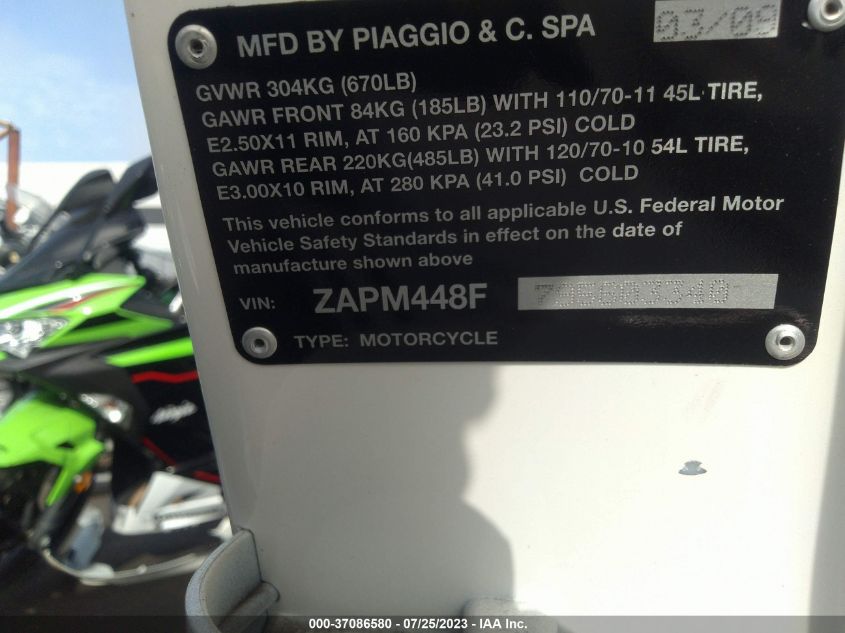 MFD BY PIAGGIO & C. SPA 03/09
GVWR 304KG (670LB)
GAWR FRONT 84KG (185LB) WITH 110/70-11 45L TIRE,
E2.50X11 RIM, AT 160 KPA (23.2 PSI) COLD
GAWR REAR 220KG(485LB) WITH 120/70-10 54L TIRE,
E3.00X10 RIM, AT 280 KPA (41.0 PSI) COLD
This vehicle conforms to all applicable U.S. Federal Motor
Vehicle Safety Standards in effect on the date of
manufacture shown above
VIN: ZAPM448F
TYPE: MOTORCYCLE
Ninja
000-37086580 - 07/25/2023 - IAA Inc.